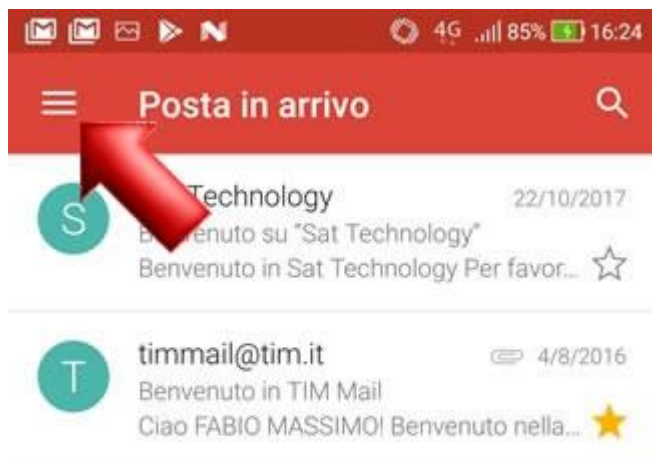 4G 85% 16:24
Posta in arrivo
S Technology 22/10/2017
Benvenuto su "Sat Technology"
Benvenuto in Sat Technology Per favor...
T timmail@tim.it 4/8/2016
Benvenuto in TIM Mail
Ciao FABIO MASSIMO! Benvenuto nella...